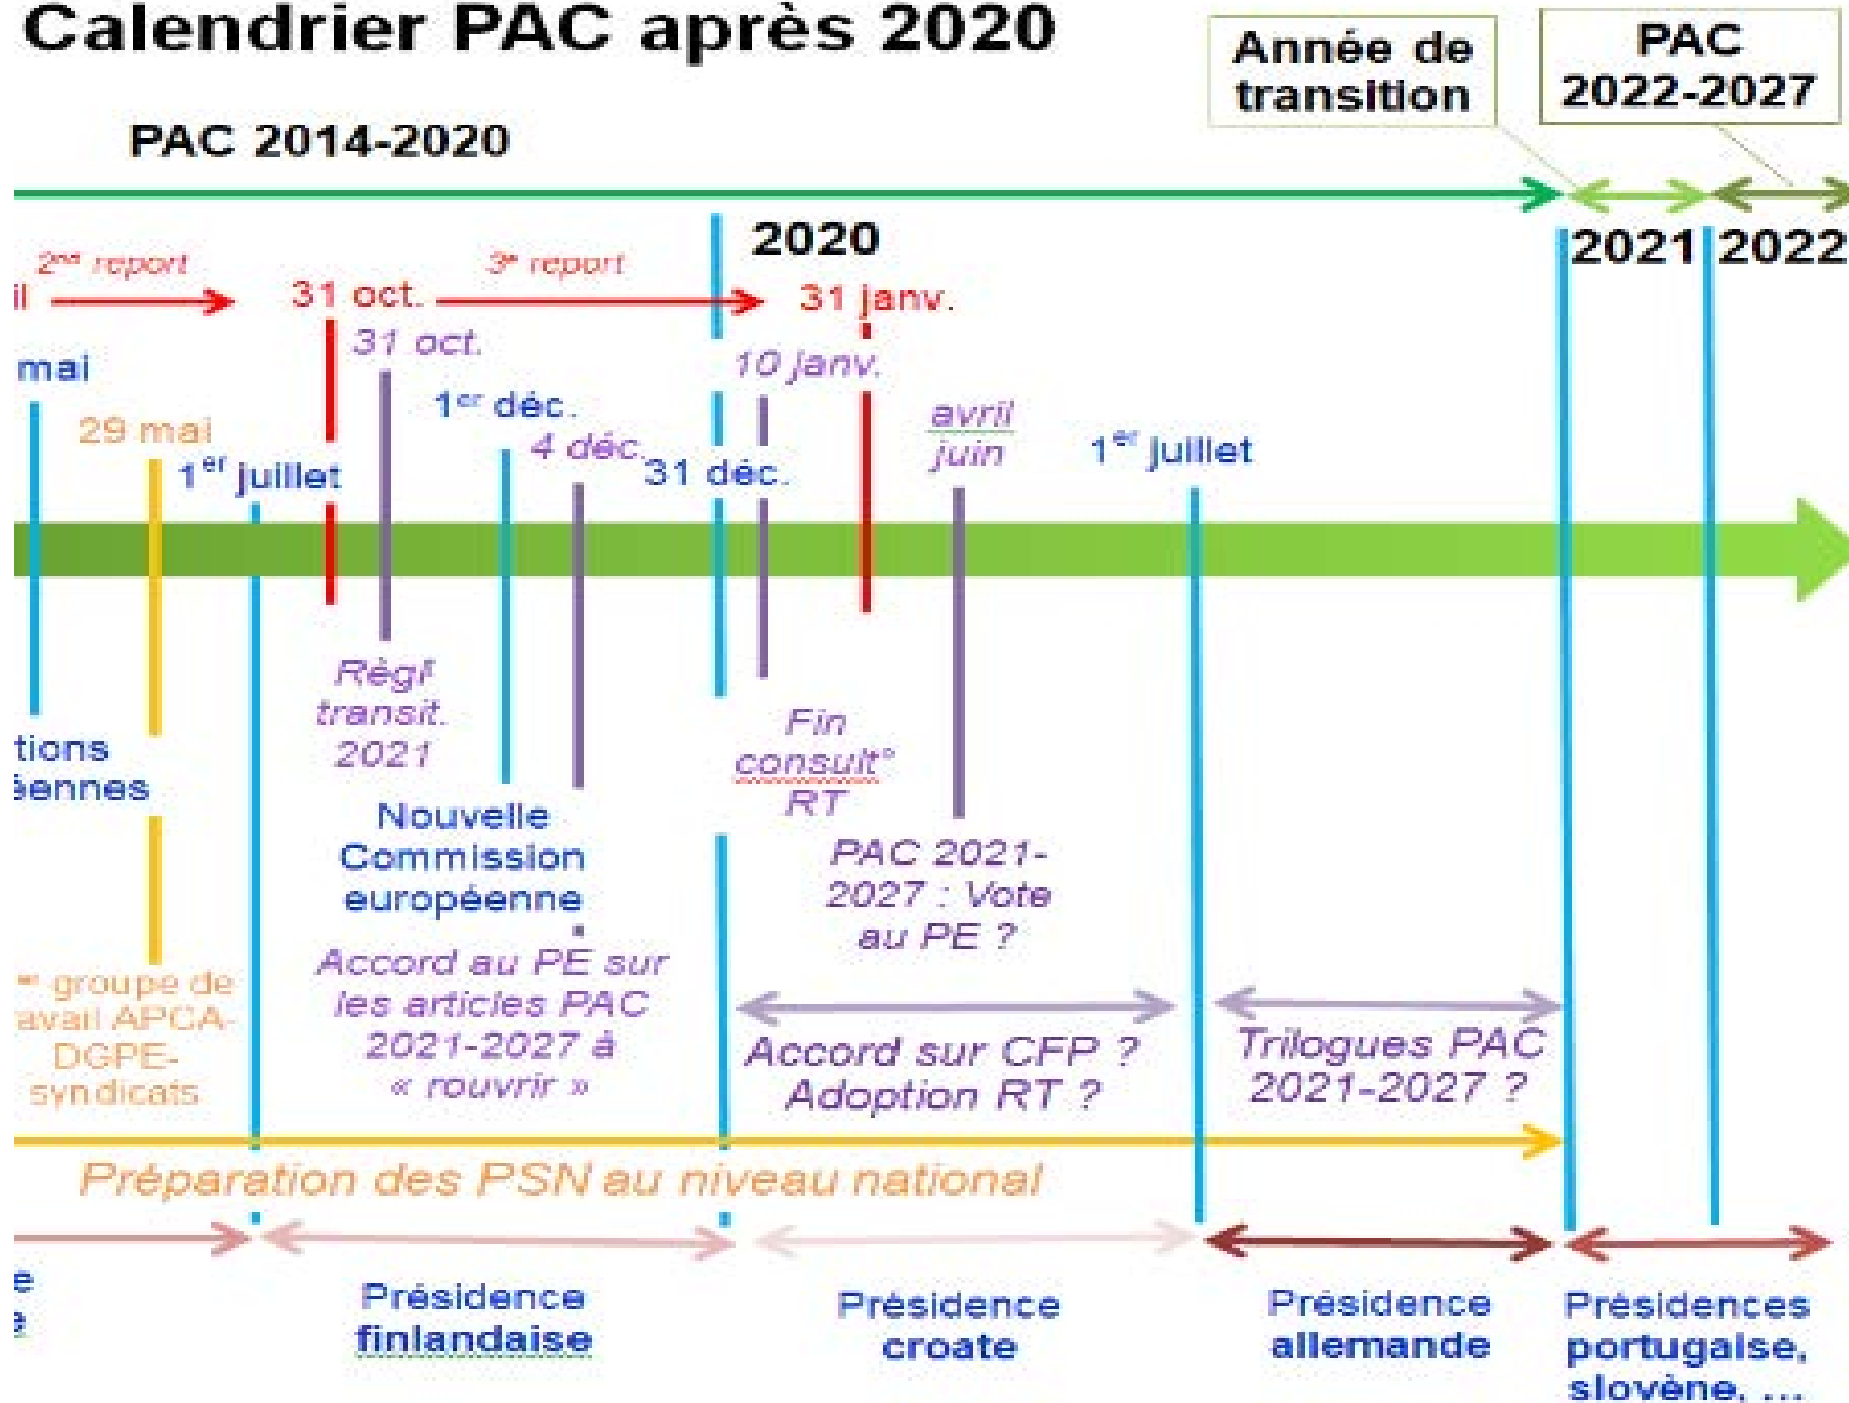 Calendrier PAC après 2020
Année de
transition
PAC
2022-2027
PAC 2014-2020
2020
2021
2022
2nd report
3e report
il
31 oct.
31 janv.
31 oct.
mai
10 janv.
1er déc.
29 mai
avril
juin
4 déc.
1er juillet
31 déc.
1er juillet
Règlt
transit.
2021
Fin
consult°
RT
tions
éennes
Nouvelle
Commission
européenne
PAC 2021-
2027 : Vote
au PE ?
Accord au PE sur
les articles PAC
2021-2027 à
« rouvrir »
er groupe de
avail APCA-
DGPE-
syndicats
Accord sur CFP ?
Adoption RT ?
Trilogues PAC
2021-2027 ?
Préparation des PSN au niveau national
e
e
Présidence
finlandaise
Présidence
croate
Présidence
allemande
Présidences
portugaise,
slovène, ...